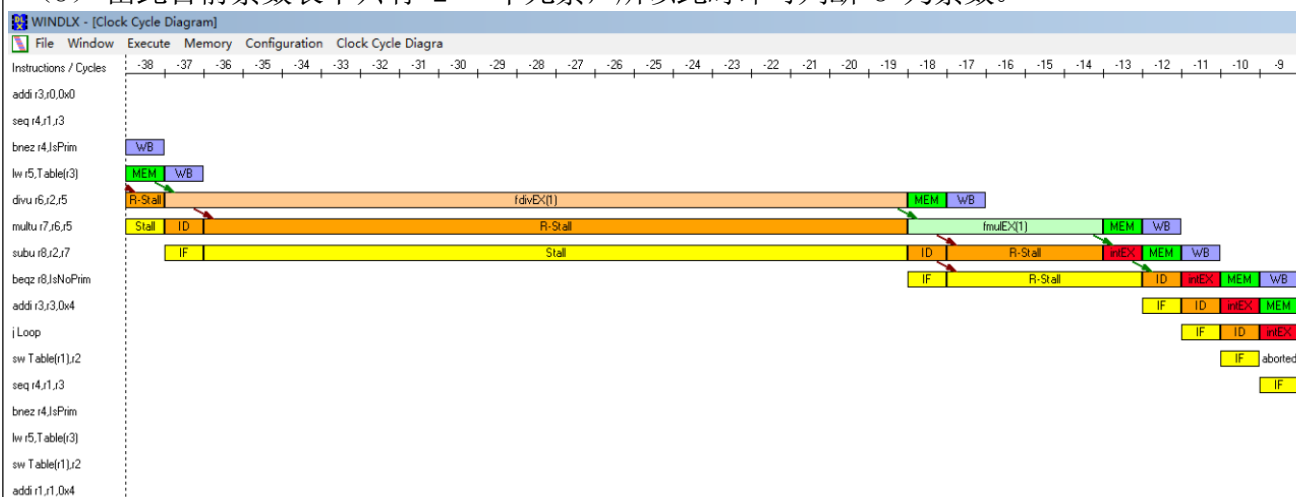 WINDLX - [Clock Cycle Diagram]
File Window Execute Memory Configuration Clock Cycle Diagra
Instructions / Cycles -38 -37 -36 -35 -34 -33 -32 -31 -30 -29 -28 -27 -26 -25 -24 -23 -22 -21 -20 -19 -18 -17 -16 -15 -14 -13 -12 -11 -10 -9
addi r3,r0,0x0
seq r4,r1,r3
bnez r4,IsPrim WB
lw r5,Table(r3) MEM WB
divu r6,r2,r5 R-Stall fdivEX(1) MEM WB
multu r7,r6,r5 Stall ID R-Stall fmulEX(1) MEM WB
subu r8,r2,r7 IF Stall ID R-Stall intEX MEM WB
beqz r8,IsNoPrim IF R-Stall ID intEX MEM WB
addi r3,r3,0x4 IF ID intEX MEM
j Loop IF ID intEX
sw Table(r1),r2 IF aborted
seq r4,r1,r3 IF
bnez r4,IsPrim
lw r5,Table(r3)
sw Table(r1),r2
addi r1,r1,0x4